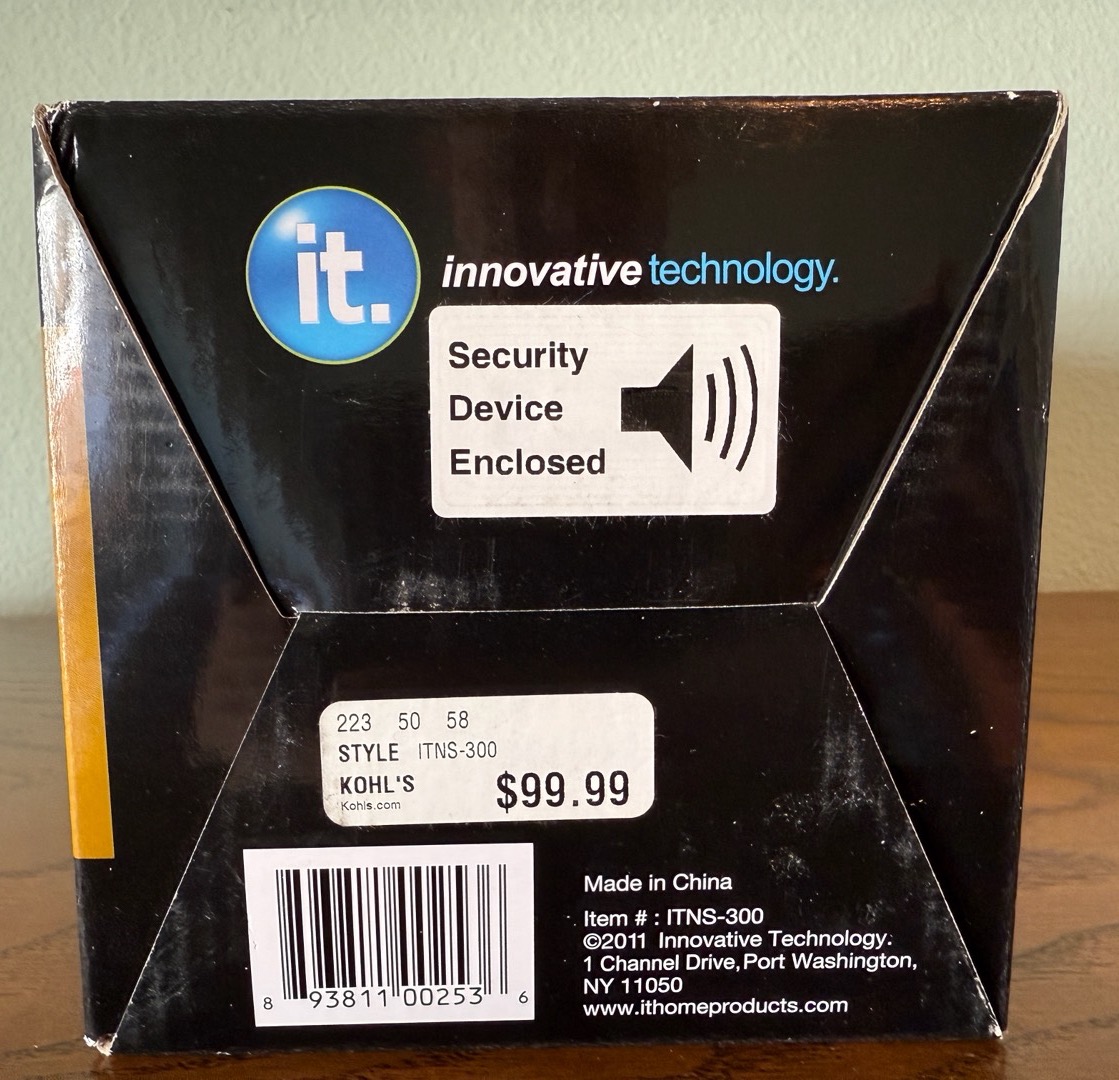 it.
innovative technology.
Security
Device
Enclosed
223 50 58
STYLE ITNS-300
KOHL'S
Kohls.com
$99.99
8 93811 00253 6
Made in China
Item # : ITNS-300
©2011 Innovative Technology.
1 Channel Drive, Port Washington,
NY 11050
www.ithomeproducts.com